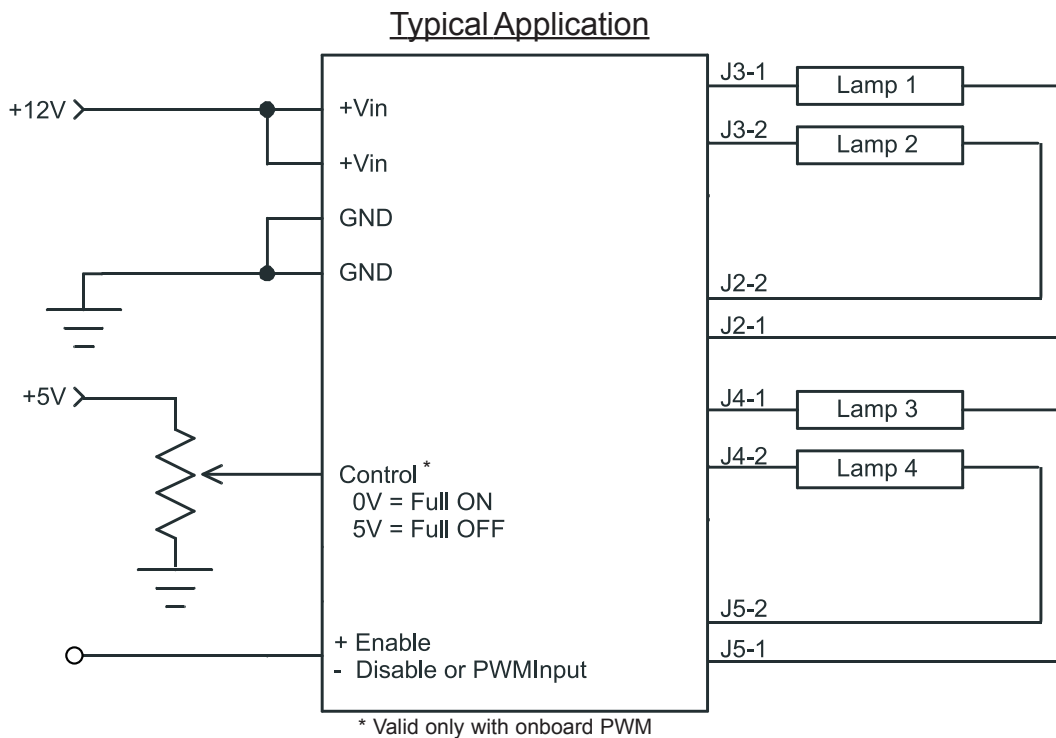 Typical Application
+12V
+Vin
+Vin
GND
GND
+5V
Control *
0V = Full ON
5V = Full OFF
+ Enable
- Disable or PWMInput
J3-1
Lamp 1
J3-2
Lamp 2
J2-2
J2-1
J4-1
Lamp 3
J4-2
Lamp 4
J5-2
J5-1
* Valid only with onboard PWM